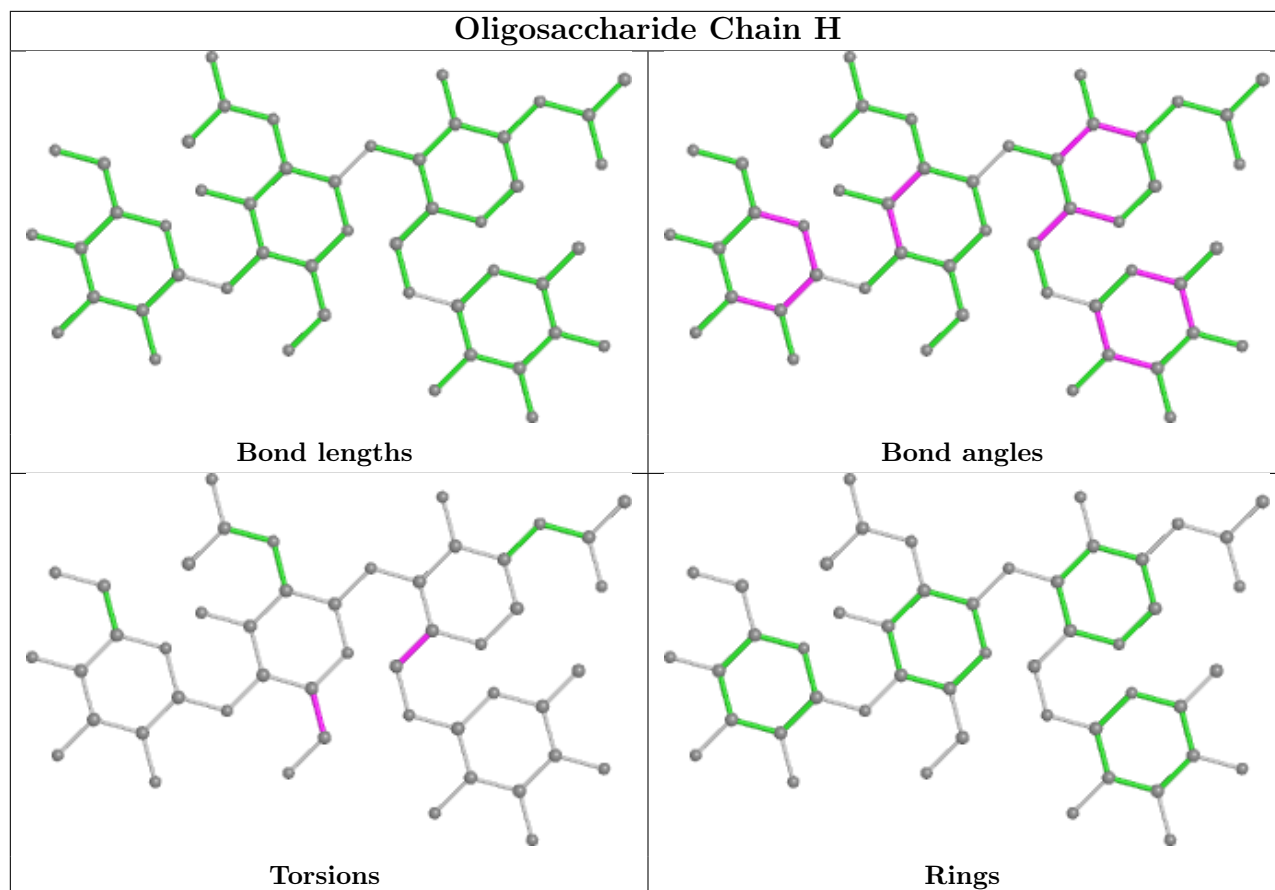 Oligosaccharide Chain H
Bond lengths
Bond angles
Torsions
Rings